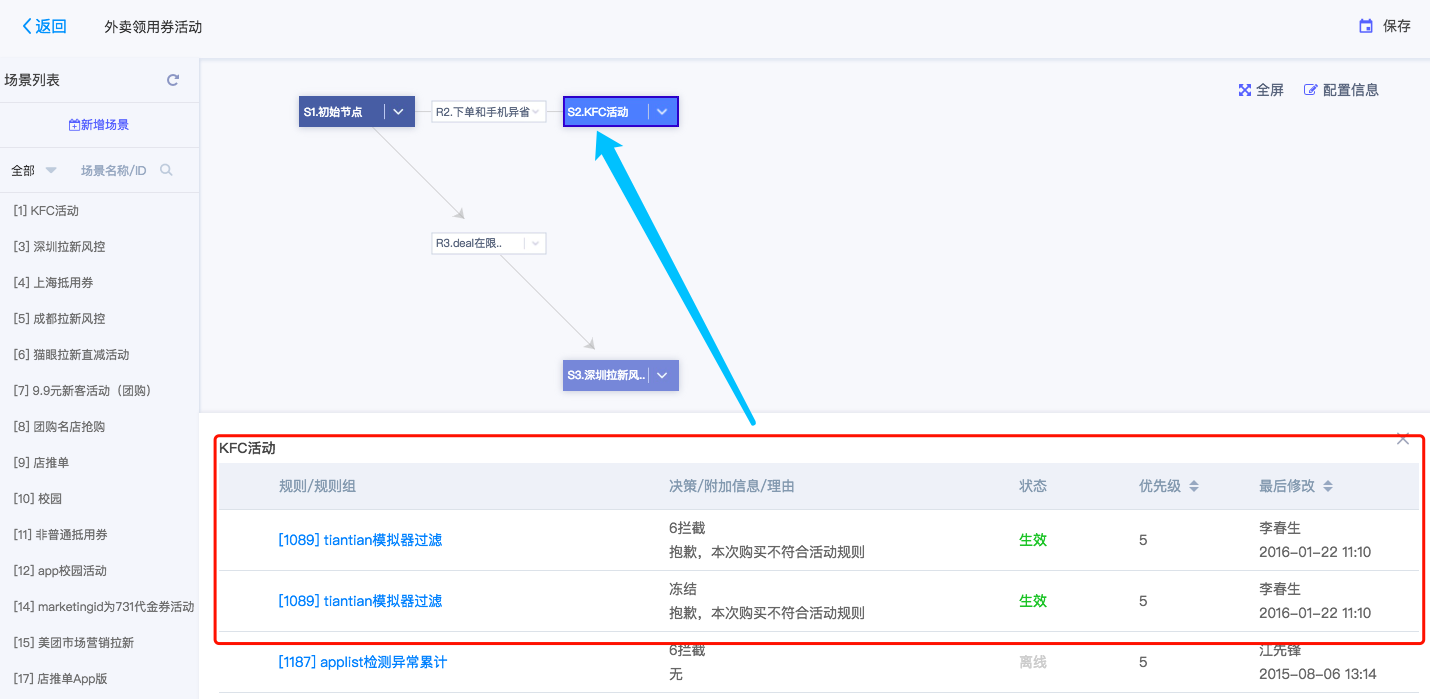 返回
外卖领用券活动
保存
场景列表
新增场景
全部
场景名称/ID
[1] KFC活动
[3] 深圳拉新风控
[4] 上海抵用券
[5] 成都拉新风控
[6] 猫眼拉新直减活动
[7] 9.9元新客活动（团购）
[8] 团购名店抢购
[9] 店推单
[10] 校园
[11] 非普通抵用券
[12] app校园活动
[14] marketingid为731代金券活动
[15] 美团市场营销拉新
[17] 店推单App版
全屏
配置信息
S1.初始节点
R2.下单和手机异省
S2.KFC活动
R3.deal在限..
S3.深圳拉新风..
KFC活动
规则/规则组
决策/附加信息/理由
状态
优先级
最后修改
[1089] tiantian模拟器过滤
6拦截
抱歉，本次购买不符合活动规则
生效
5
李春生
2016-01-22 11:10
[1089] tiantian模拟器过滤
冻结
抱歉，本次购买不符合活动规则
生效
5
李春生
2016-01-22 11:10
[1187] applist检测异常累计
6拦截
无
离线
5
江先锋
2015-08-06 13:14